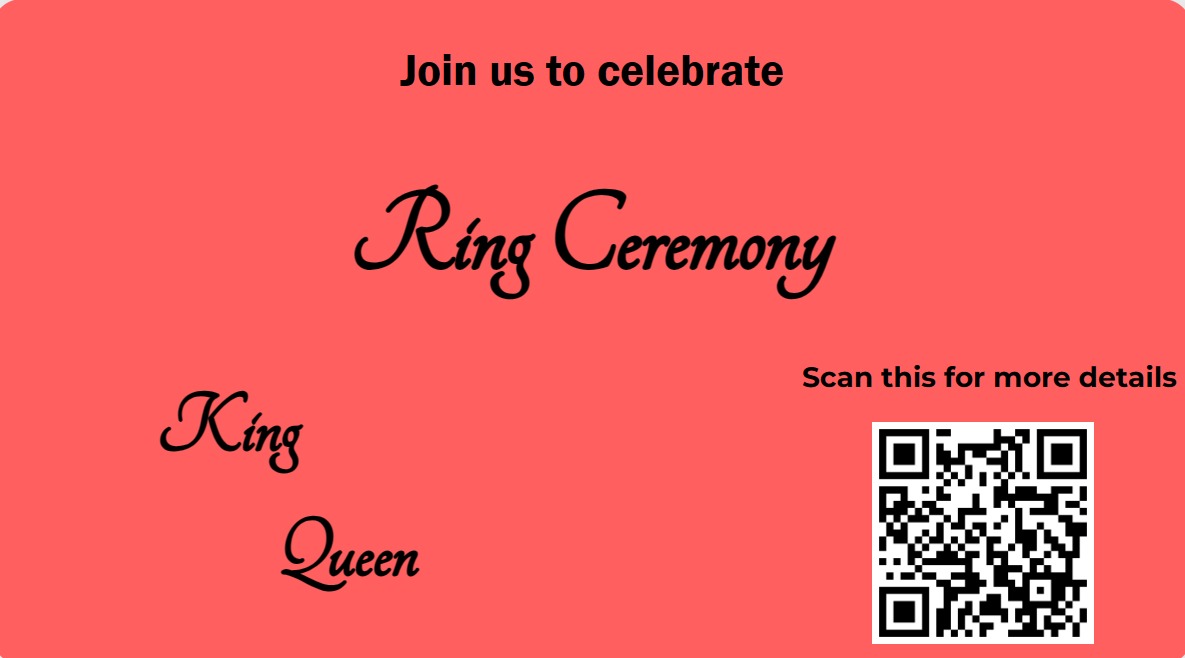 Join us to celebrate
Ring Ceremony
King
Queen
Scan this for more details